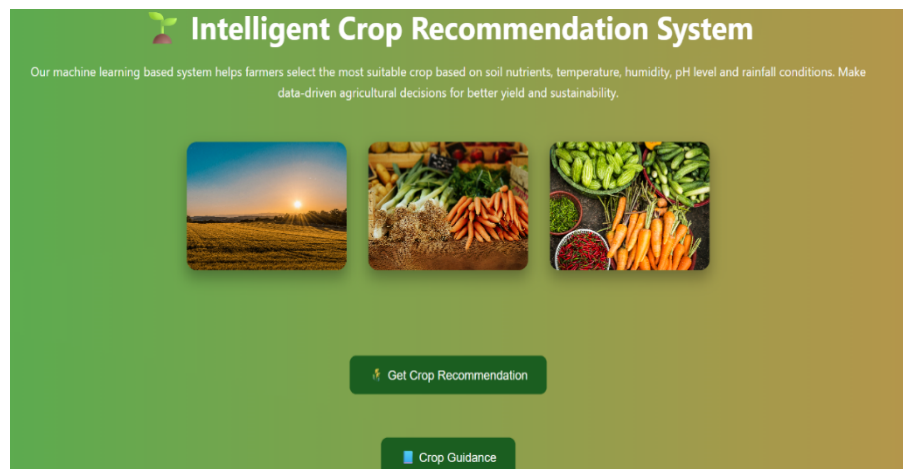 Intelligent Crop Recommendation System
Our machine learning based system helps farmers select the most suitable crop based on soil nutrients, temperature, humidity, pH level and rainfall conditions. Make
data-driven agricultural decisions for better yield and sustainability.
Get Crop Recommendation
Crop Guidance